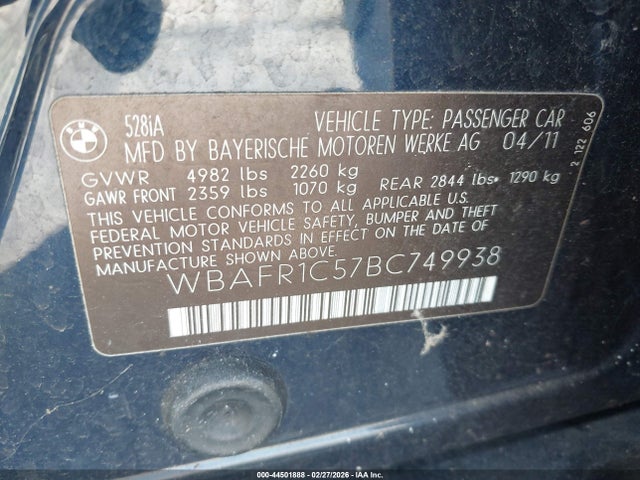 BMW
528iA VEHICLE TYPE: PASSENGER CAR
MFD BY BAYERISCHE MOTOREN WERKE AG 04/11
GVWR 4982 lbs 2260 kg
GAWR FRONT 2359 lbs 1070 kg REAR 2844 lbs• 1290 kg
THIS VEHICLE CONFORMS TO ALL APPLICABLE U.S.
FEDERAL MOTOR VEHICLE SAFETY, BUMPER AND THEFT
PREVENTION STANDARDS IN EFFECT ON THE DATE OF
MANUFACTURE SHOWN ABOVE.
WBAFR1C57BC749938
2 122 606
000-44501888 - 02/27/2026 - IAA Inc.